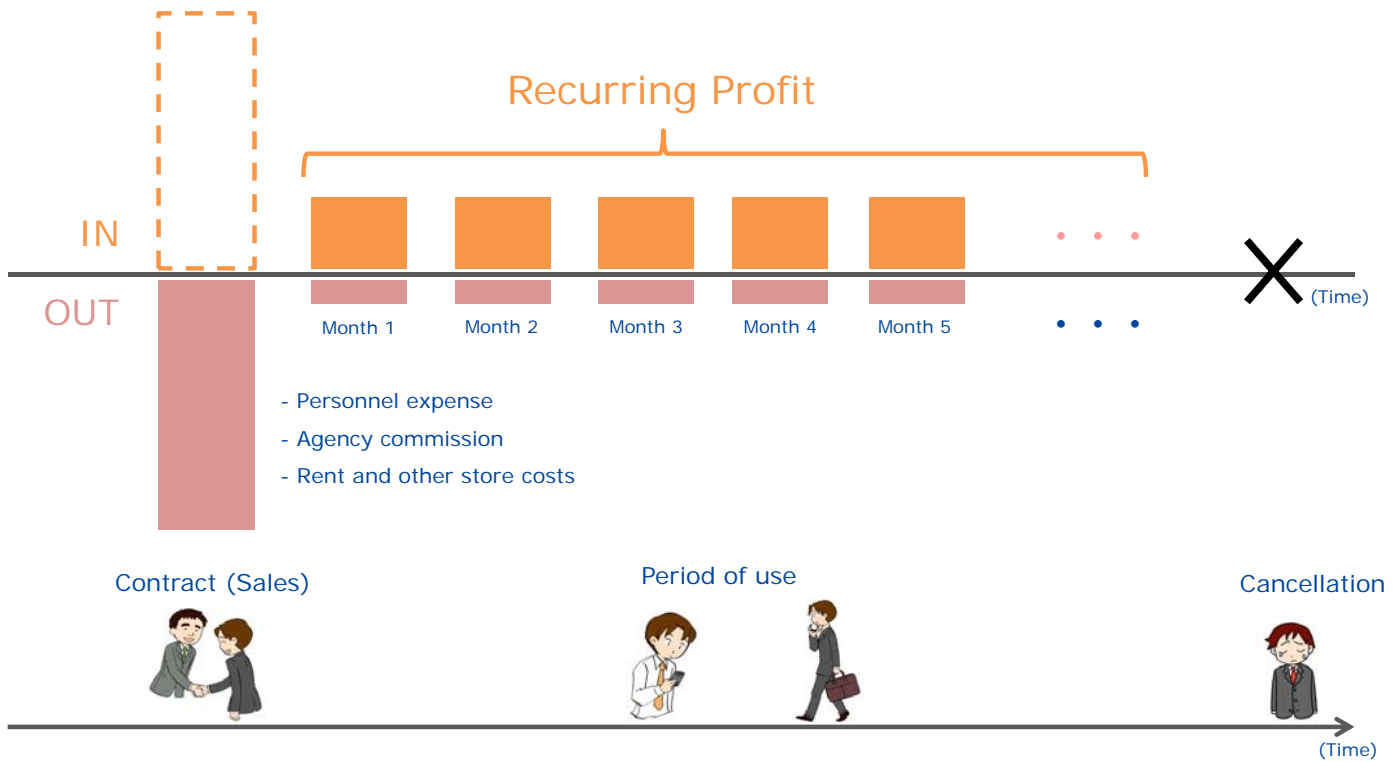 Recurring Profit
IN
OUT
(Time)
Month 1
Month 2
Month 3
Month 4
Month 5
- Personnel expense
- Agency commission
- Rent and other store costs
Contract (Sales)
Period of use
Cancellation
(Time)